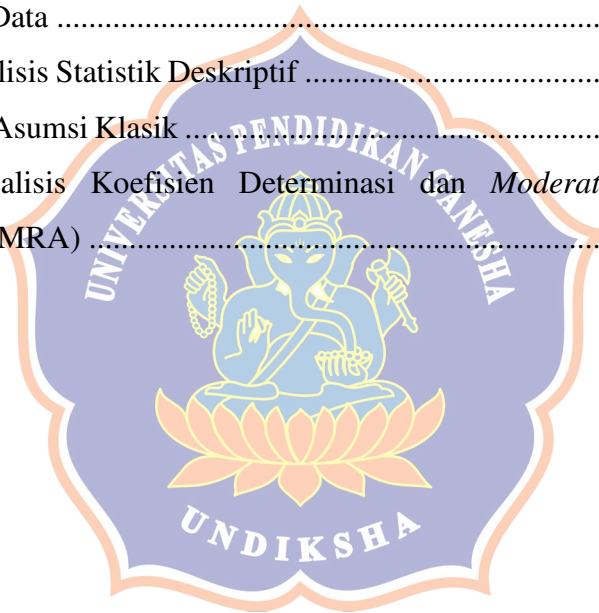 Data ................................................................
lisis Statistik Deskriptif ................................................
Asumsi Klasik ................................................................
alisis Koefisien Determinasi dan Moderat
MRA) ................................................................
UNIVERSITAS PENDIDIKAN GANESHA
UNDIKSHA